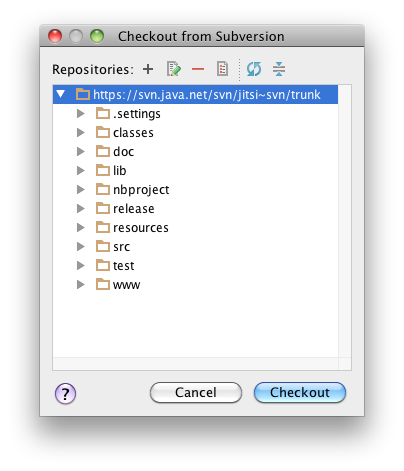 Checkout from Subversion
Repositories:
https://svn.java.net/svn/jitsi~svn/trunk
.settings
classes
doc
lib
nbproject
release
resources
src
test
www
?
Cancel
Checkout